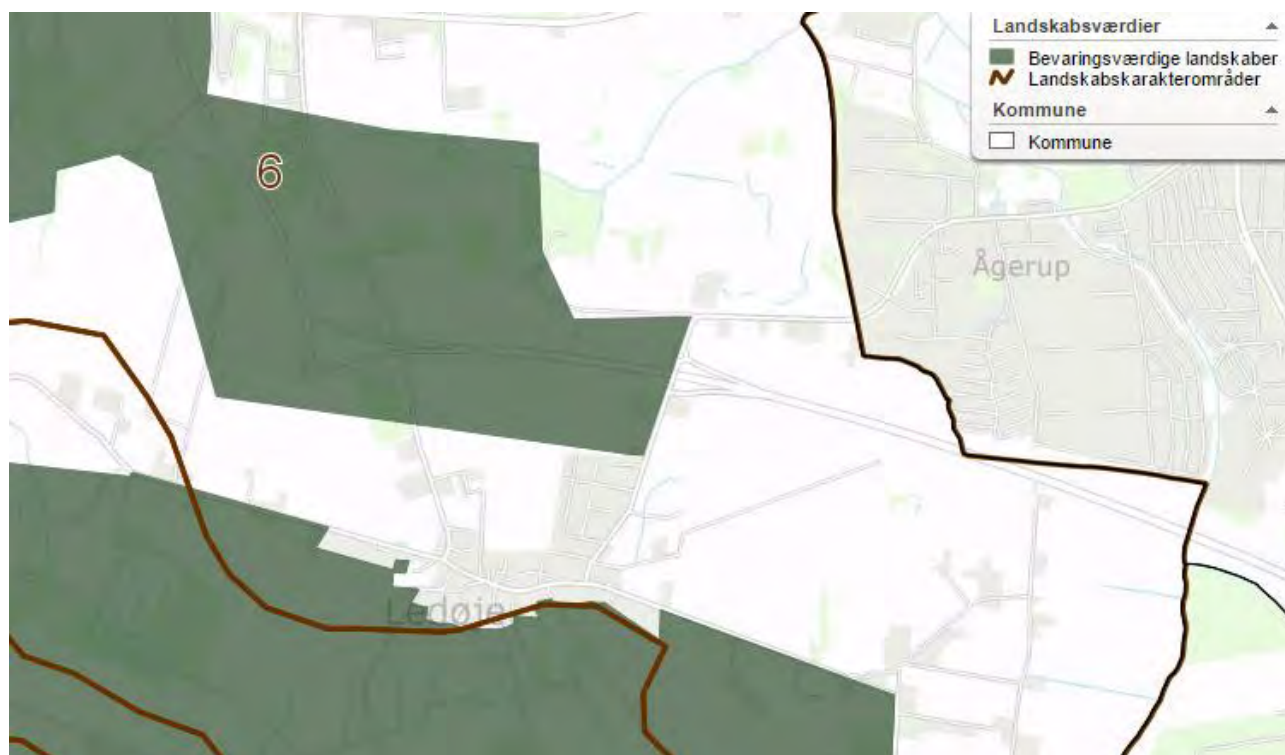 Landskabsværdier
Bevaringsværdige landskaber
Landskabskarakterområder
Kommune
Kommune
6
Ågerup
Ledøje